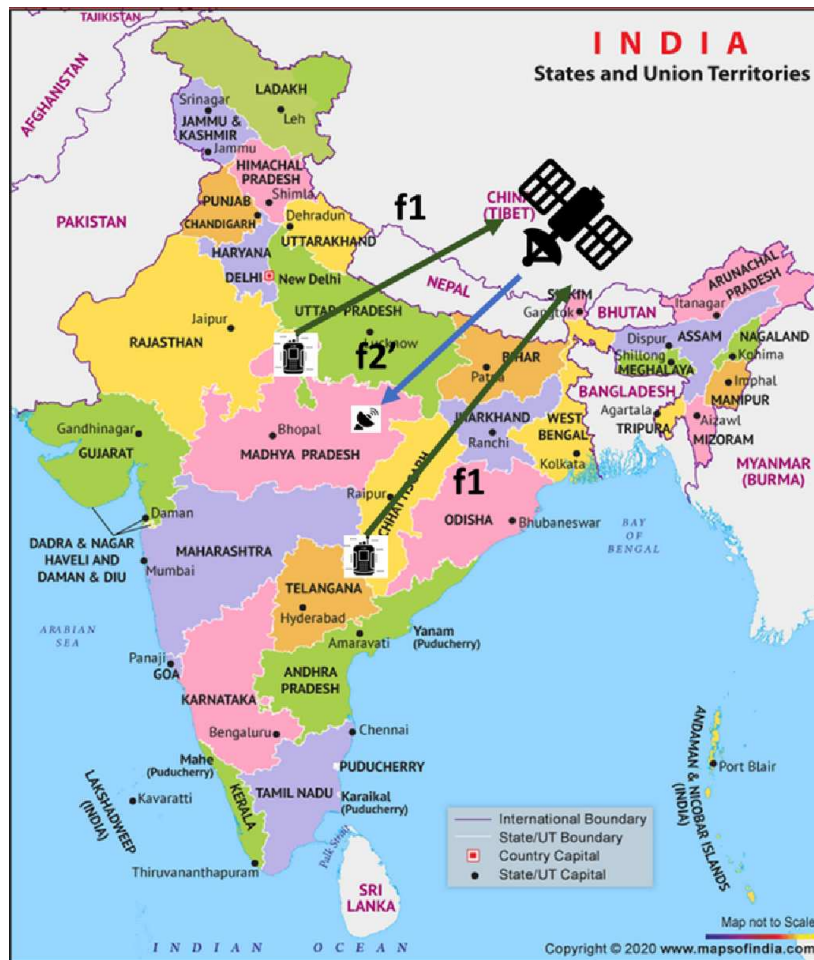 TAJIKISTAN
INDIA
States and Union Territories
AFGHANISTAN
LADAKH
Srinagar
Leh
JAMMU &
KASHMIR
Jammu
HIMACHAL
PRADESH
Shimla
PUNJAB
CHANDIGARH
Dehradun
UTTARAKHAND
f1
CHINA
(TIBET)
PAKISTAN
HARYANA
DELHI
New Delhi
NEPAL
ARUNACHAL
PRADESH
Itanagar
Jaipur
RAJASTHAN
UTTAR PRADESH
Lucknow
f2’
Gangtok
BHUTAN
Dispur
ASSAM
NAGALAND
Shillong
Kohima
MEGHALAYA
BIHAR
Patna
Imphal
MANIPUR
BANGLADESH
Gandhinagar
GUJARAT
Bhopal
MADHYA PRADESH
JHARKHAND
Ranchi
WEST
BENGAL
Kolkata
Agartala
TRIPURA
Aizawl
MIZORAM
MYANMAR
(BURMA)
f1
Raipur
CHHATTISGARH
ODISHA
Bhubaneswar
Daman
DADRA & NAGAR
HAVELI AND
DAMAN & DIU
MAHARASHTRA
Mumbai
BAY
OF
BENGAL
TELANGANA
Hyderabad
ARABIAN
SEA
Amaravati
Yanam
(Puducherry)
Panaji
GOA
ANDHRA
PRADESH
KARNATAKA
Bengaluru
Chennai
Mahe
(Puducherry)
PUDUCHERRY
LAKSHADWEEP
(INDIA)
Kavaratti
KERALA
TAMIL NADU
Karaikal
(Puducherry)
Port Blair
ANDAMAN & NICOBAR ISLANDS
(INDIA)
Palk Strait
Thiruvananthapuram
SRI
LANKA
International Boundary
State/UT Boundary
Country Capital
State/UT Capital
Map not to Scale
INDIAN OCEAN
Copyright © 2020 www.mapsofindia.com